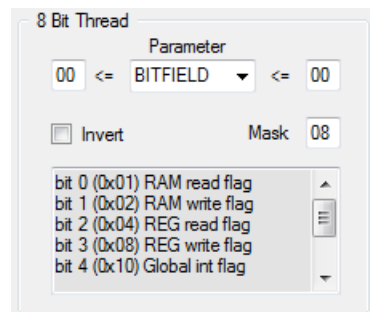 8 Bit Thread
Parameter
00 <= BITFIELD <= 00
Invert Mask 08
bit 0 (0x01) RAM read flag
bit 1 (0x02) RAM write flag
bit 2 (0x04) REG read flag
bit 3 (0x08) REG write flag
bit 4 (0x10) Global int flag